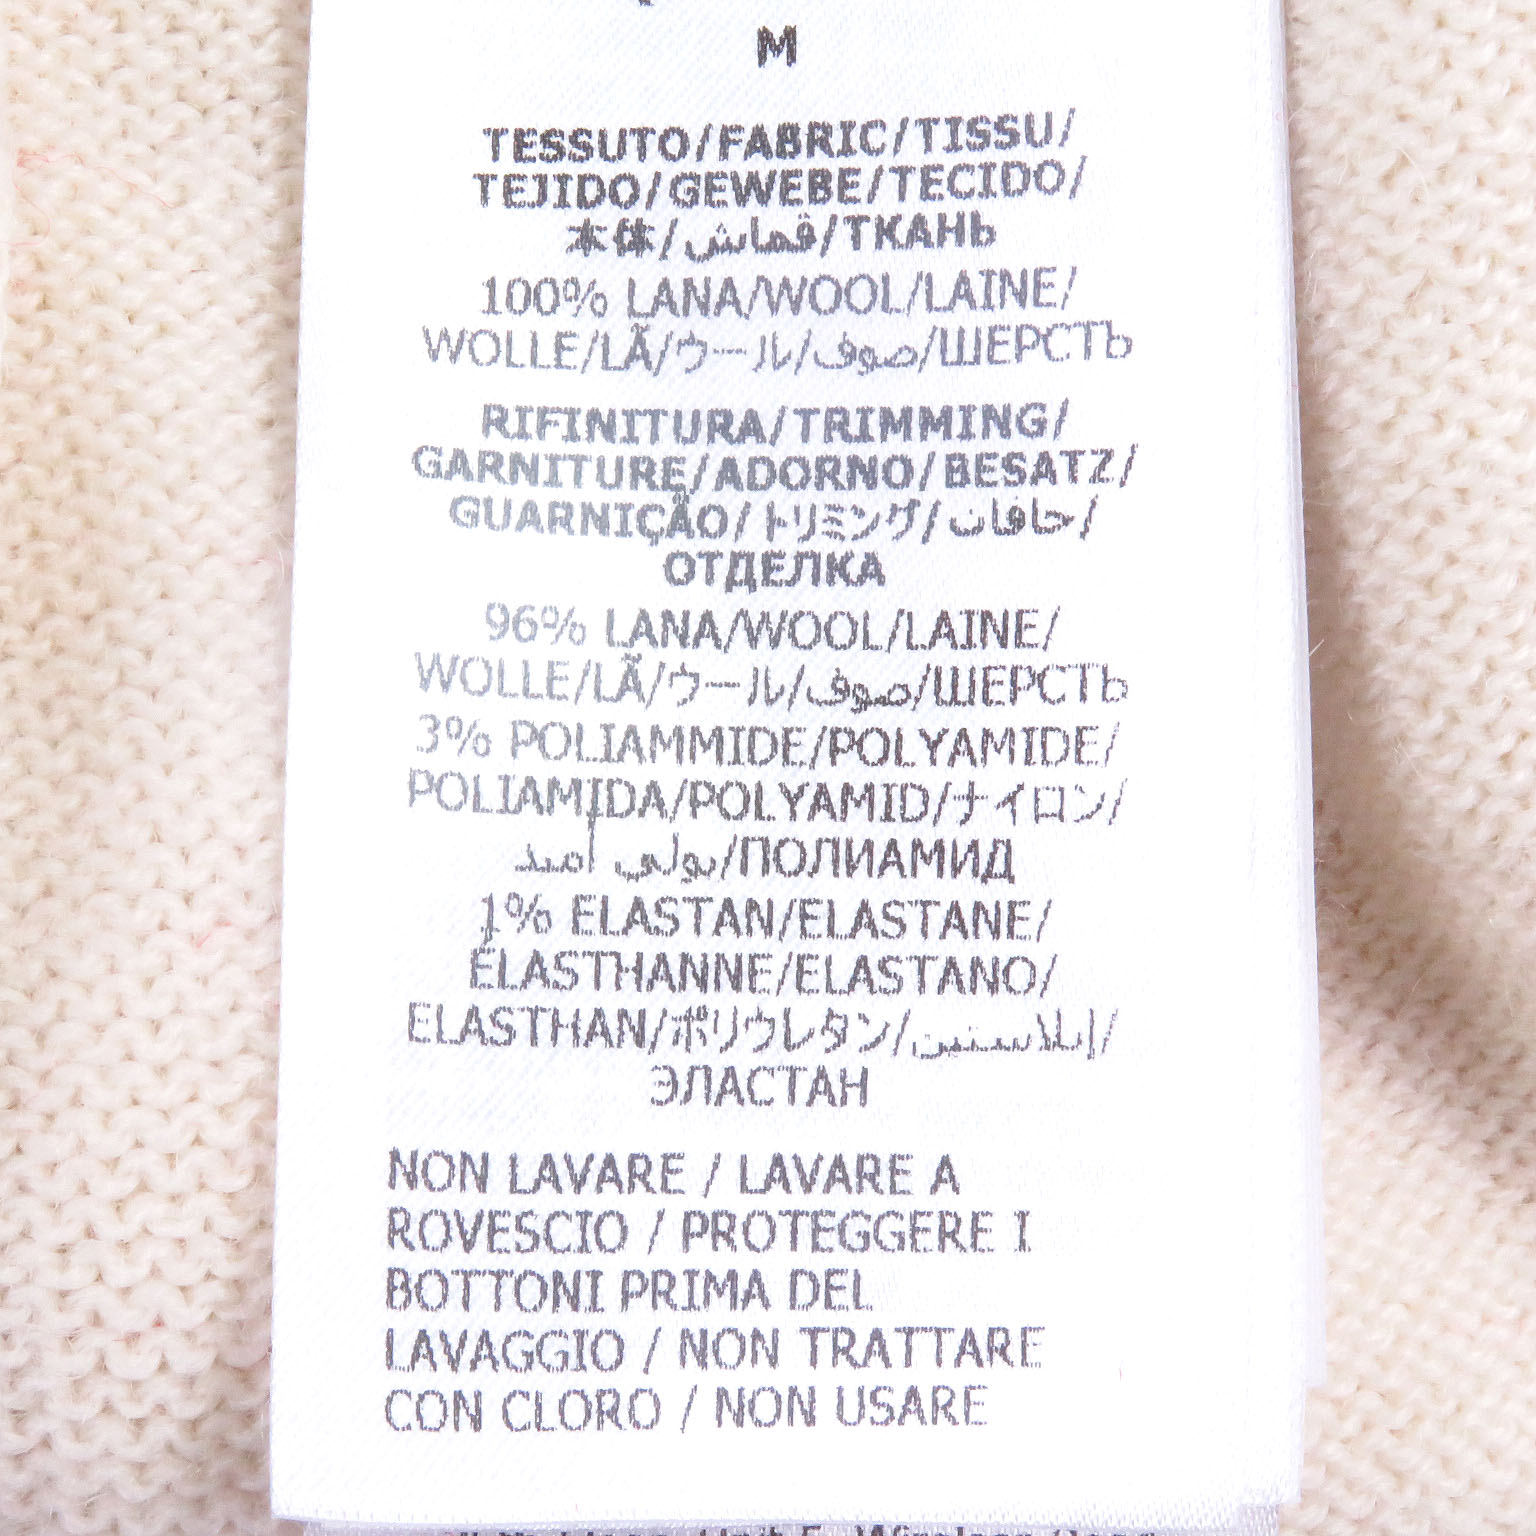 M
TESSUTO/FABRIC/TISSU/
TEJIDO/GEWEBE/TECIDO/
本体/قماش/ТКАНЬ
100% LANA/WOOL/LAINE/
WOLLE/LÃ/ウール/صوف/ШЕРСТЬ
RIFINITURA/TRIMMING/
GARNITURE/ADORNO/BESATZ/
GUARNIÇÃO/トリミング/حافات/
ОТДЕЛКА
96% LANA/WOOL/LAINE/
WOLLE/LÃ/ウール/صوف/ШЕРСТЬ
3% POLIAMMIDE/POLYAMIDE/
POLIAMIDA/POLYAMID/ナイロン/
بولي أميد/ПОЛИАМИД
1% ELASTAN/ELASTANE/
ÉLASTHANNE/ELASTANO/
ELASTHAN/ポリウレタン/إيلاستين/
ЭЛАСТАН
NON LAVARE / LAVARE A
ROVESCIO / PROTEGGERE I
BOTTONI PRIMA DEL
LAVAGGIO / NON TRATTARE
CON CLORO / NON USARE